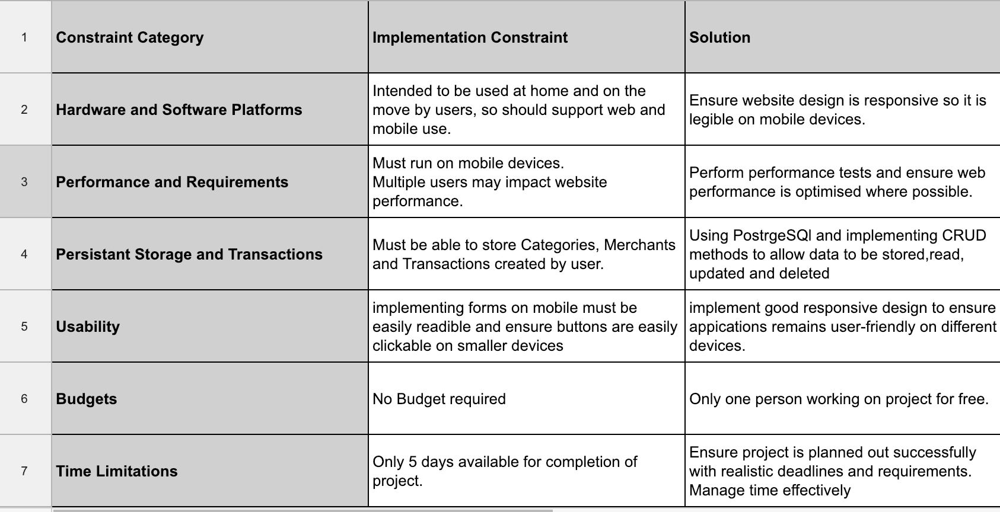 1
Constraint Category
Implementation Constraint
Solution
2
Hardware and Software Platforms
Intended to be used at home and on the
move by users, so should support web and
mobile use.
Ensure website design is responsive so it is
legible on mobile devices.
3
Performance and Requirements
Must run on mobile devices.
Multiple users may impact website
performance.
Perform performance tests and ensure web
performance is optimised where possible.
4
Persistant Storage and Transactions
Must be able to store Categories, Merchants
and Transactions created by user.
Using PostrgeSQl and implementing CRUD
methods to allow data to be stored,read,
updated and deleted
5
Usability
implementing forms on mobile must be
easily readible and ensure buttons are easily
clickable on smaller devices
implement good responsive design to ensure
appications remains user-friendly on different
devices.
6
Budgets
No Budget required
Only one person working on project for free.
7
Time Limitations
Only 5 days available for completion of
project.
Ensure project is planned out successfully
with realistic deadlines and requirements.
Manage time effectively